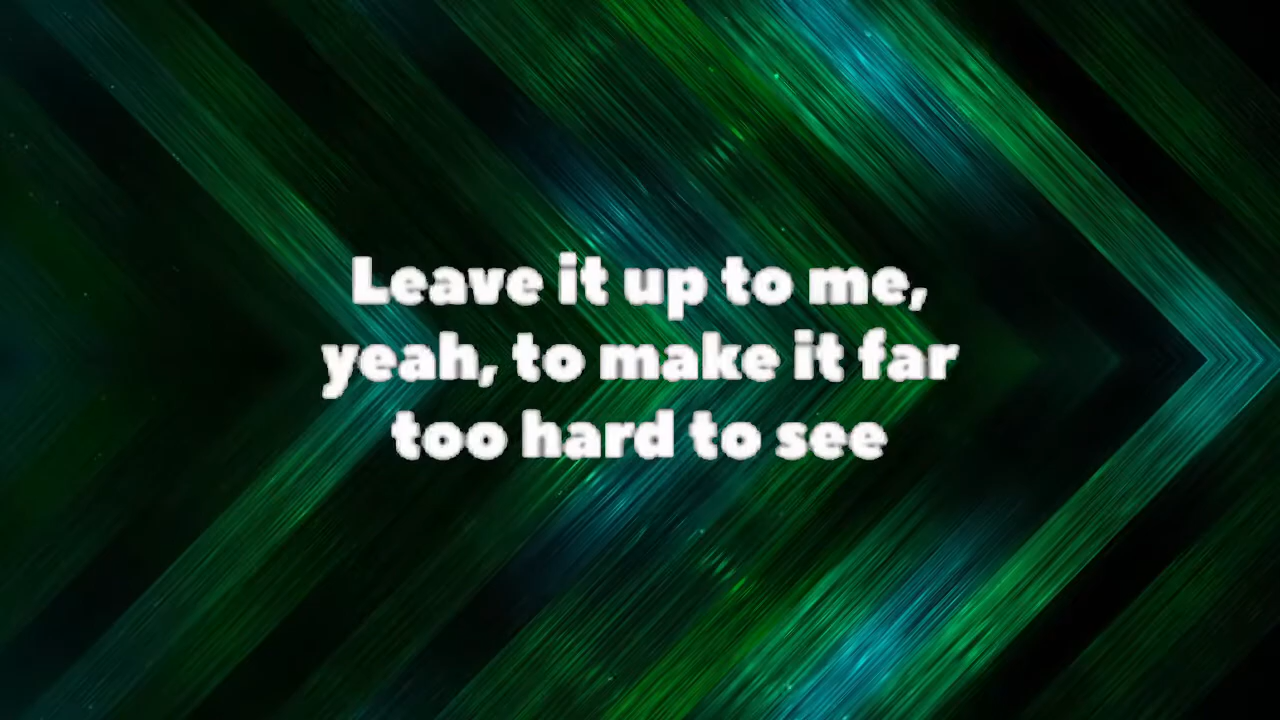 Leave it up to me,
yeah, to make it far
too hard to see